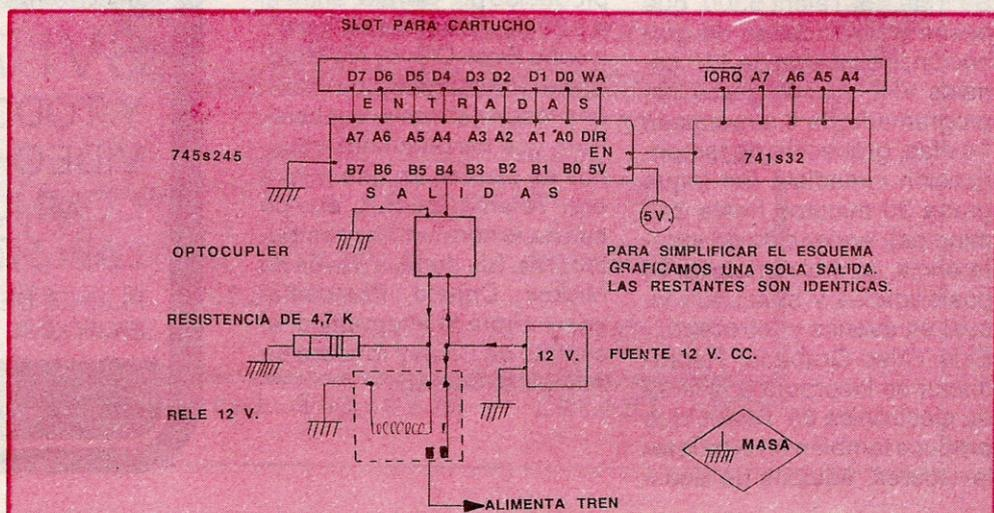 SLOT PARA CARTUCHO
D7 D6 D5 D4 D3 D2 D1 D0 WA IORQ A7 A6 A5 A4
E N T R A D A S
A7 A6 A5 A4 A3 A2 A1 A0 DIR
EN
745s245
741s32
B7 B6 B5 B4 B3 B2 B1 B0 5V
S A L I D A S
5V.
OPTOCUPLER
PARA SIMPLIFICAR EL ESQUEMA
GRAFICAMOS UNA SOLA SALIDA.
LAS RESTANTES SON IDENTICAS.
RESISTENCIA DE 4,7 K
12 V.
FUENTE 12 V. CC.
RELE 12 V.
MASA
ALIMENTA TREN